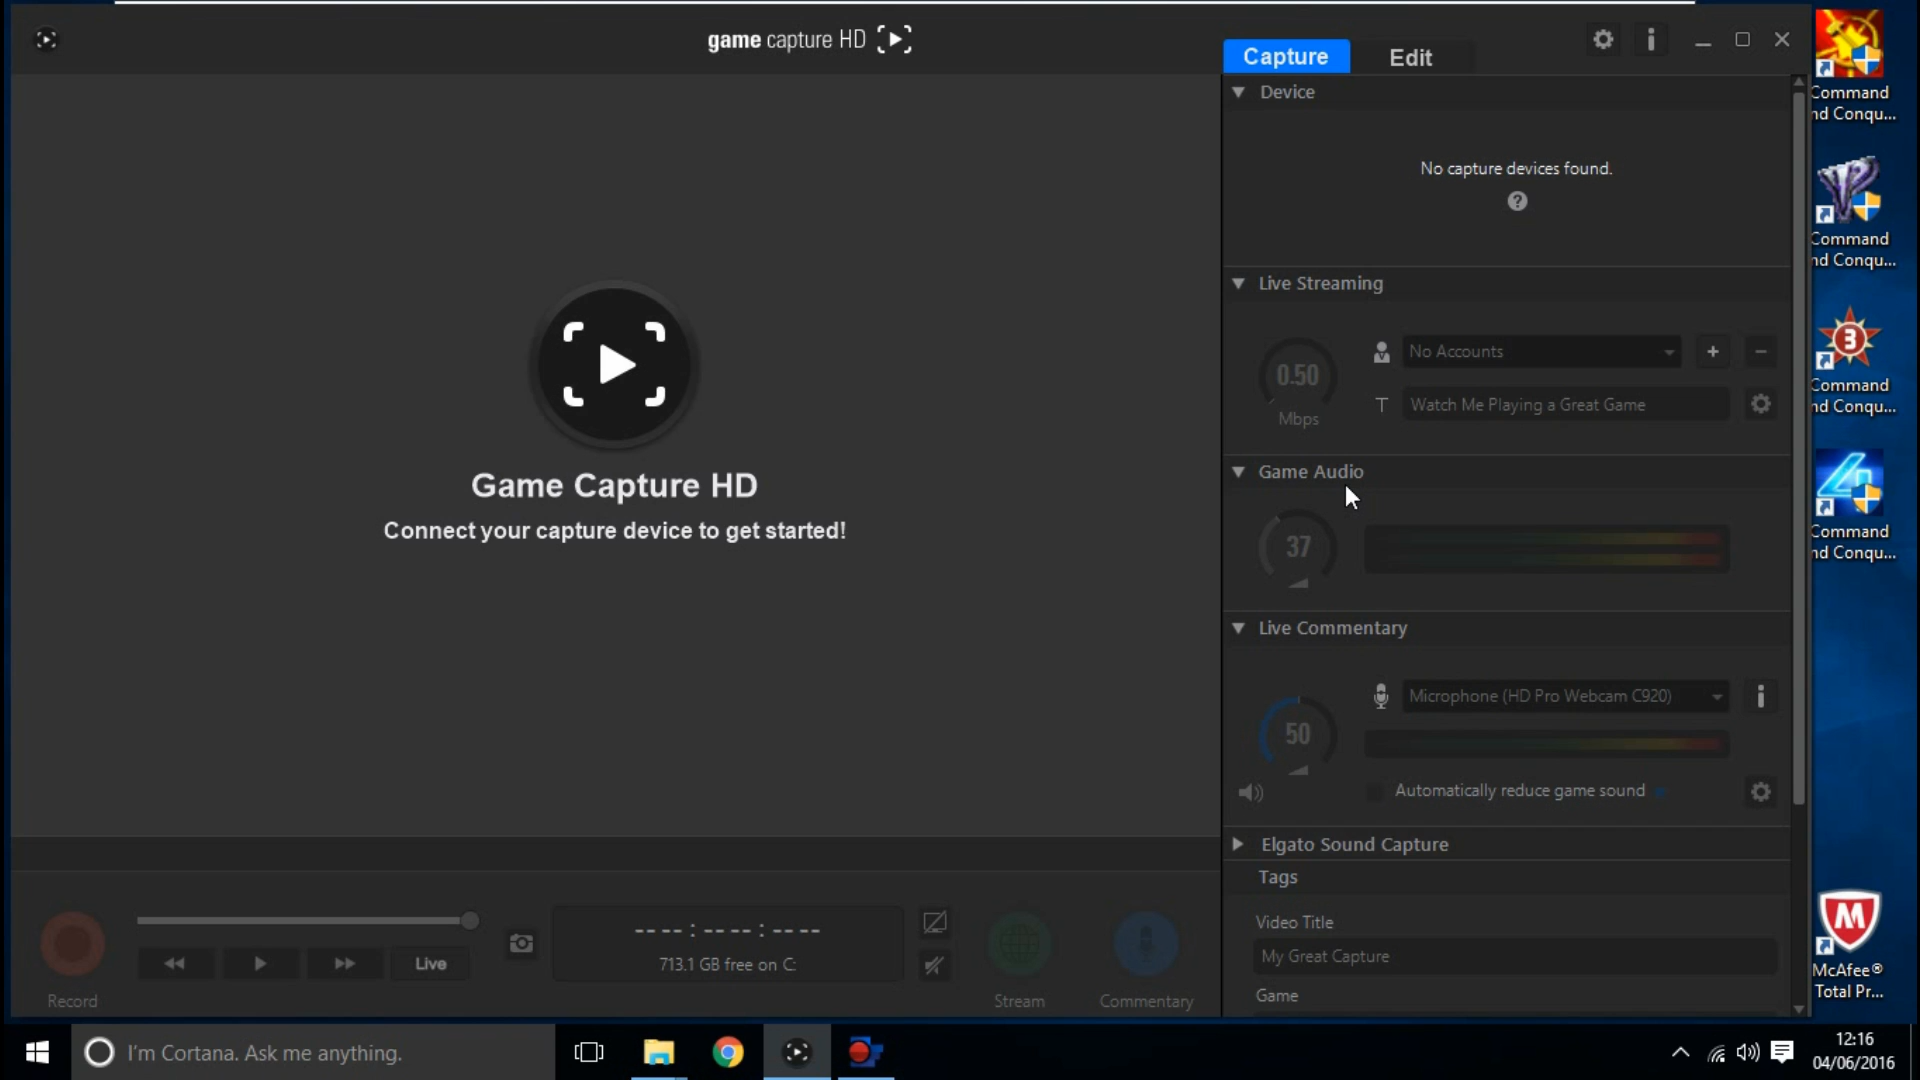 game capture HD
Capture
Edit
Device
No capture devices found.
?
Live Streaming
0.50
Mbps
No Accounts
+
−
T
Watch Me Playing a Great Game
Game Capture HD
Connect your capture device to get started!
Game Audio
37
Live Commentary
Microphone (HD Pro Webcam C920)
50
Automatically reduce game sound
Elgato Sound Capture
Tags
Video Title
My Great Capture
Game
Record
Live
-- -- : -- -- : -- --
713.1 GB free on C:
Stream
Commentary
Command
nd Conqu...
Command
nd Conqu...
3
Command
nd Conqu...
4
Command
nd Conqu...
McAfee®
Total Pr...
I'm Cortana. Ask me anything.
12:16
04/06/2016